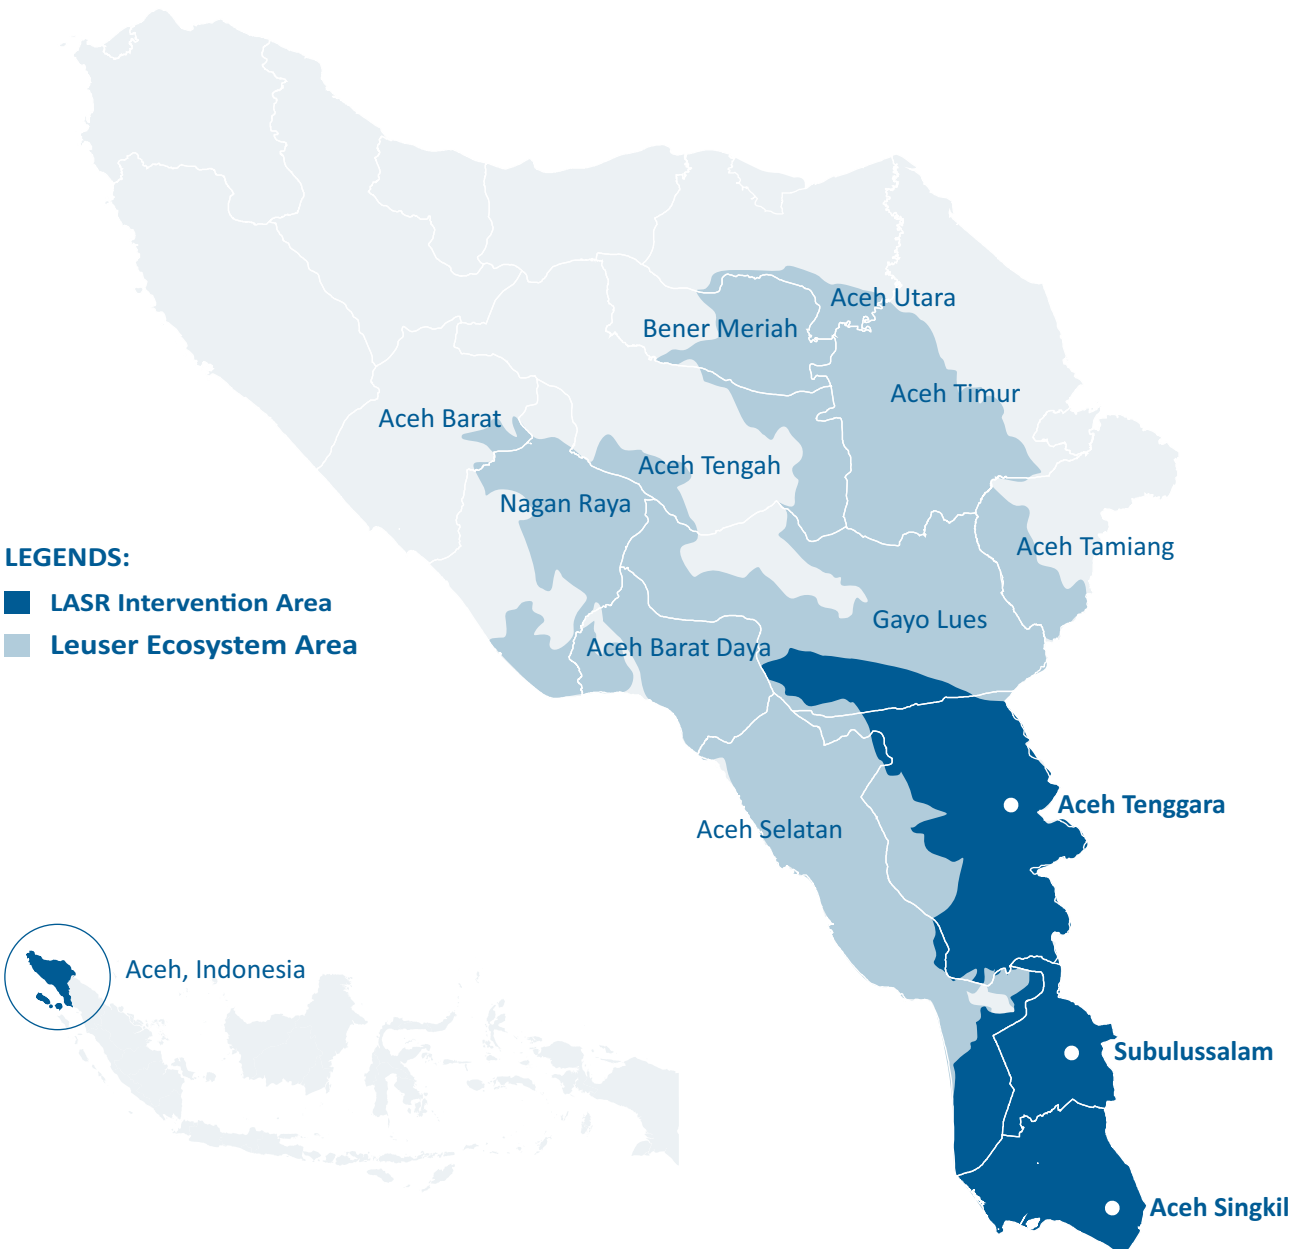 Aceh Utara
Bener Meriah
Aceh Timur
Aceh Barat
Aceh Tengah
Nagan Raya
Aceh Tamiang
LEGENDS:
LASR Intervention Area
Leuser Ecosystem Area
Gayo Lues
Aceh Barat Daya
Aceh Tenggara
Aceh Selatan
Aceh, Indonesia
Subulussalam
Aceh Singkil